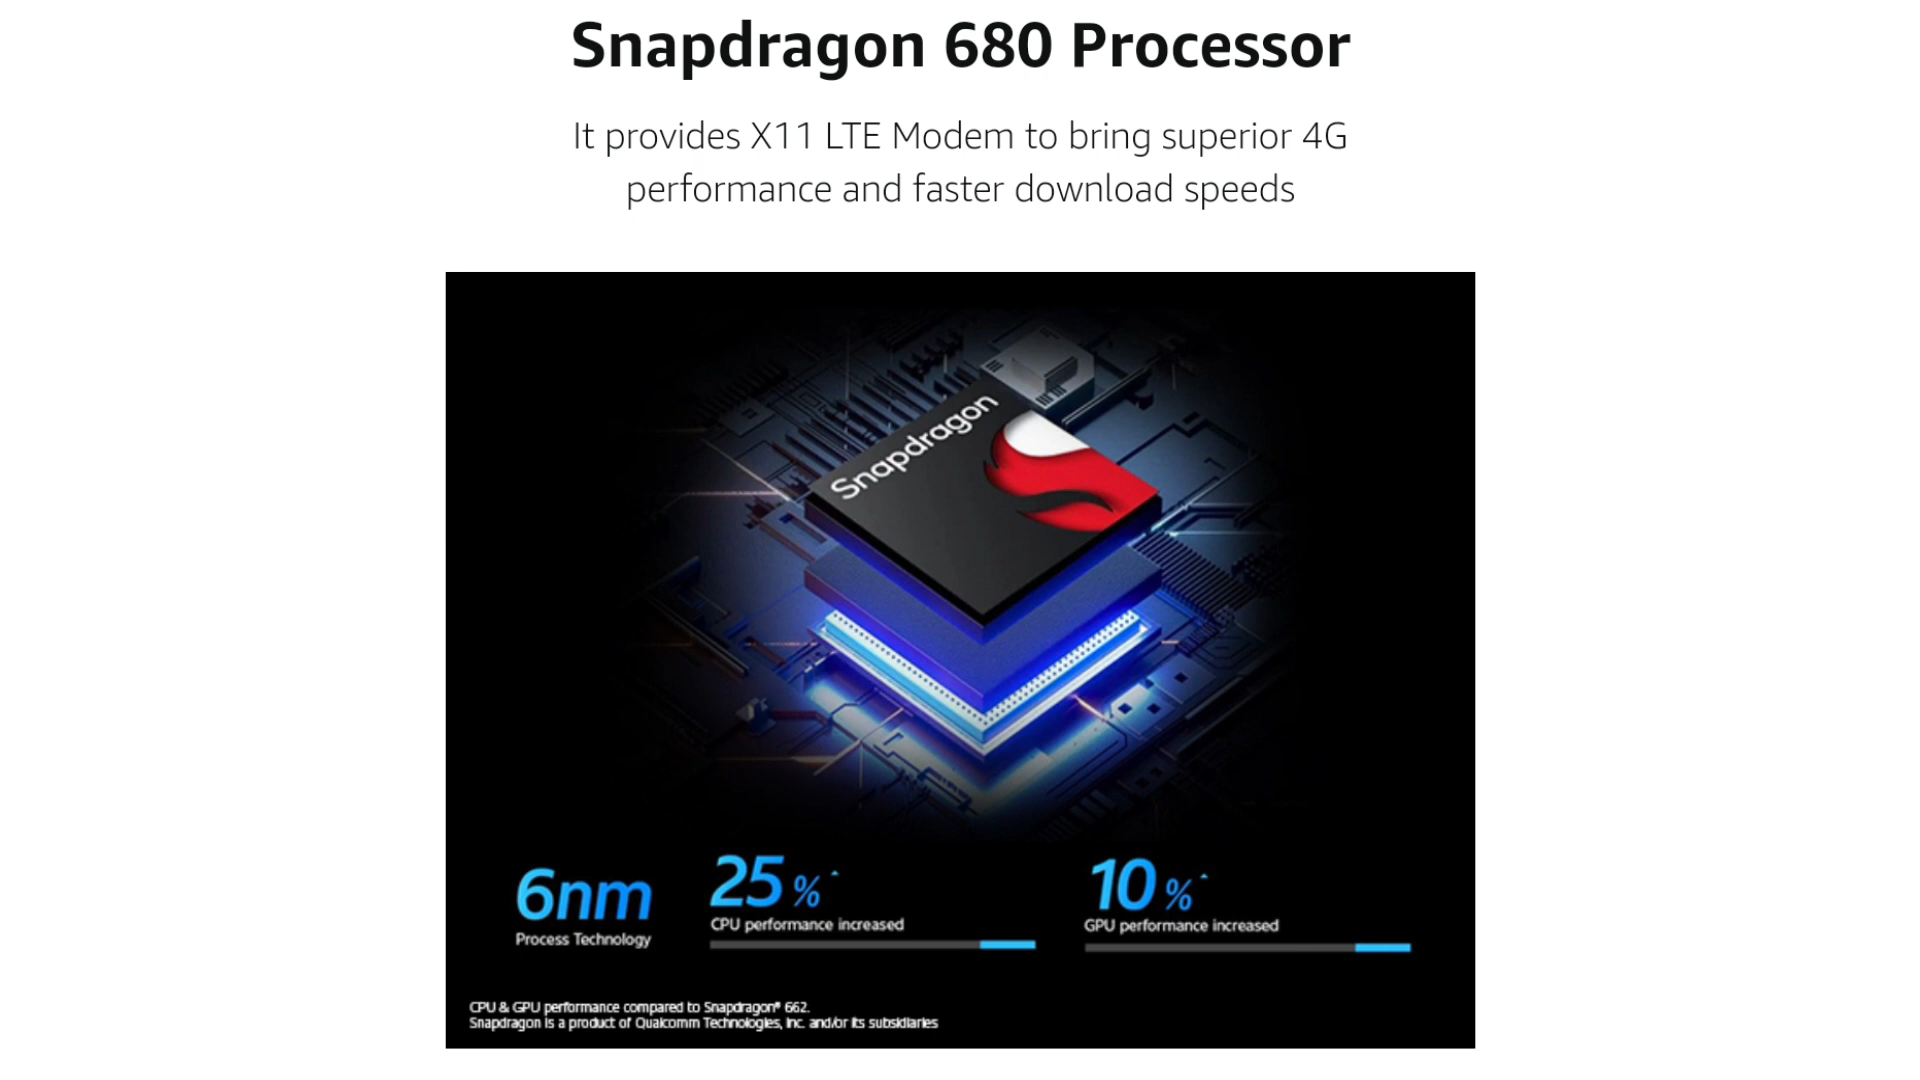 Snapdragon 680 Processor
It provides X11 LTE Modem to bring superior 4G
performance and faster download speeds
Snapdragon
6nm
Process Technology
25%
CPU performance increased
10%
GPU performance increased
CPU & GPU performance compared to Snapdragon® 662.
Snapdragon is a product of Qualcomm Technologies, Inc. and/or its subsidiaries